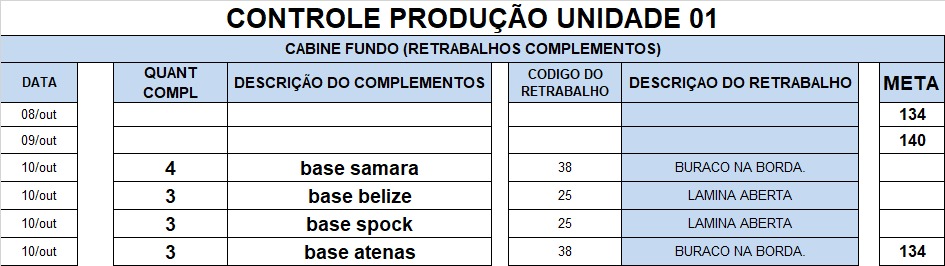 CONTROLE PRODUÇÃO UNIDADE 01
CABINE FUNDO (RETRABALHOS COMPLEMENTOS)
DATA QUANT COMPL DESCRIÇÃO DO COMPLEMENTOS CODIGO DO RETRABALHO DESCRIÇAO DO RETRABALHO META
08/out 134
09/out 140
10/out 4 base samara 38 BURACO NA BORDA.
10/out 3 base belize 25 LAMINA ABERTA
10/out 3 base spock 25 LAMINA ABERTA
10/out 3 base atenas 38 BURACO NA BORDA. 134